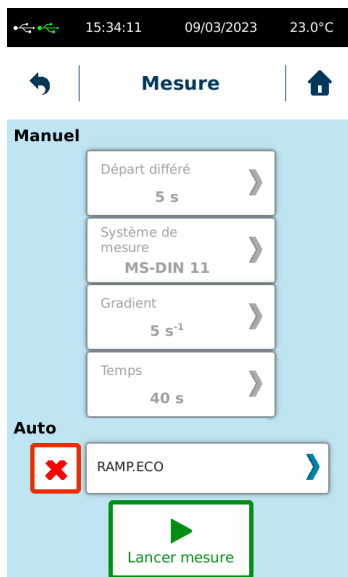 15:34:11 09/03/2023 23.0°C
Mesure
Manuel
Départ différé
5 s
Système de
mesure
MS-DIN 11
Gradient
5 s⁻¹
Temps
40 s
Auto
RAMP.ECO
Lancer mesure